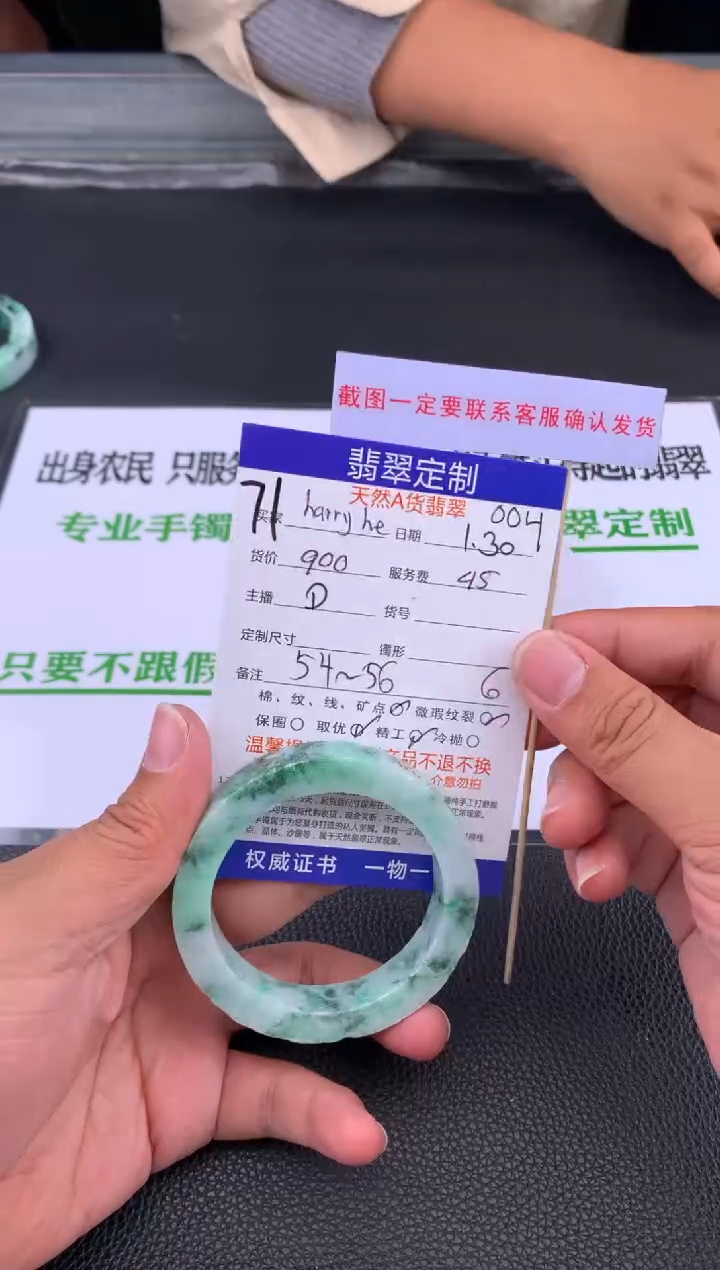 截图一定要联系客服确认发货
出身农民 只服务
翡翠
专业手镯
翠定制
只要不跟假
翡翠定制
天然A货翡翠
71
004
买家 harry he 日期 1.30
货价 900 服务费 45
主播 D 货号
定制尺寸 镯形
备注 54~56 6
棉、纹、线、矿点 微瑕纹裂
保圈 取优 精工 冷抛
温馨提
产品不退不换
介意勿拍
权威证书 一物一